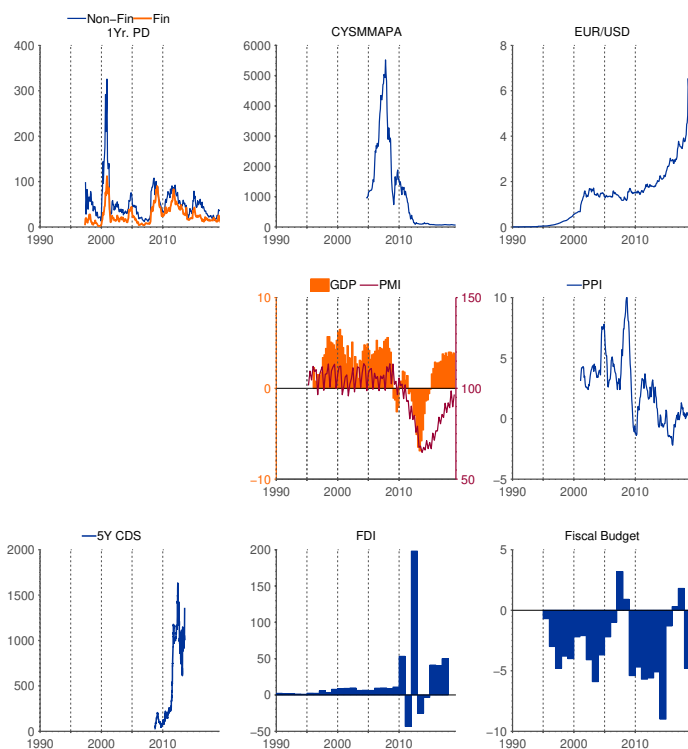 Non-Fin Fin
1Yr. PD
400
300
200
100
0
1990 2000 2010
CYSMMAPA
6000
5000
4000
3000
2000
1000
0
1990 2000 2010
EUR/USD
8
6
4
2
0
1990 2000 2010
GDP PMI
10 150
0 100
−10 50
1990 2000 2010
PPI
10
5
0
−5
1990 2000 2010
5Y CDS
2000
1500
1000
500
0
1990 2000 2010
FDI
200
150
100
50
0
−50
1990 2000 2010
Fiscal Budget
5
0
−5
−10
1990 2000 2010